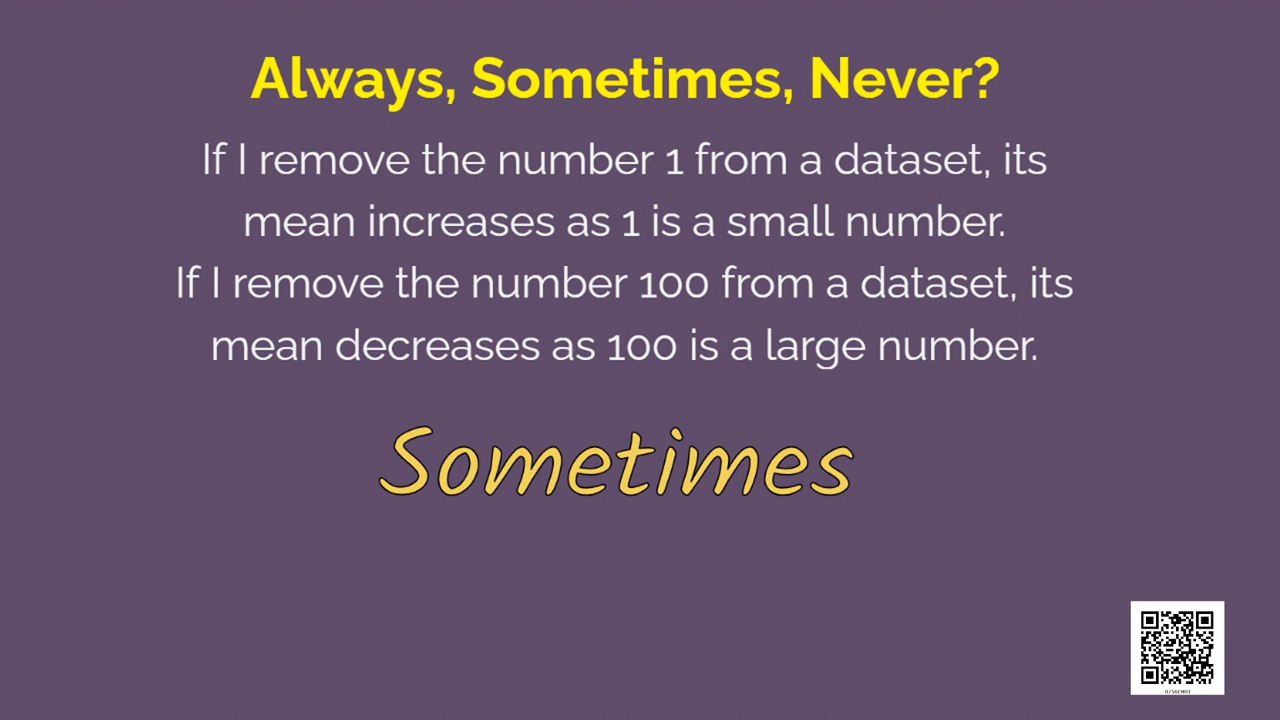 Always, Sometimes, Never?
If I remove the number 1 from a dataset, its
mean increases as 1 is a small number.
If I remove the number 100 from a dataset, its
mean decreases as 100 is a large number.
Sometimes